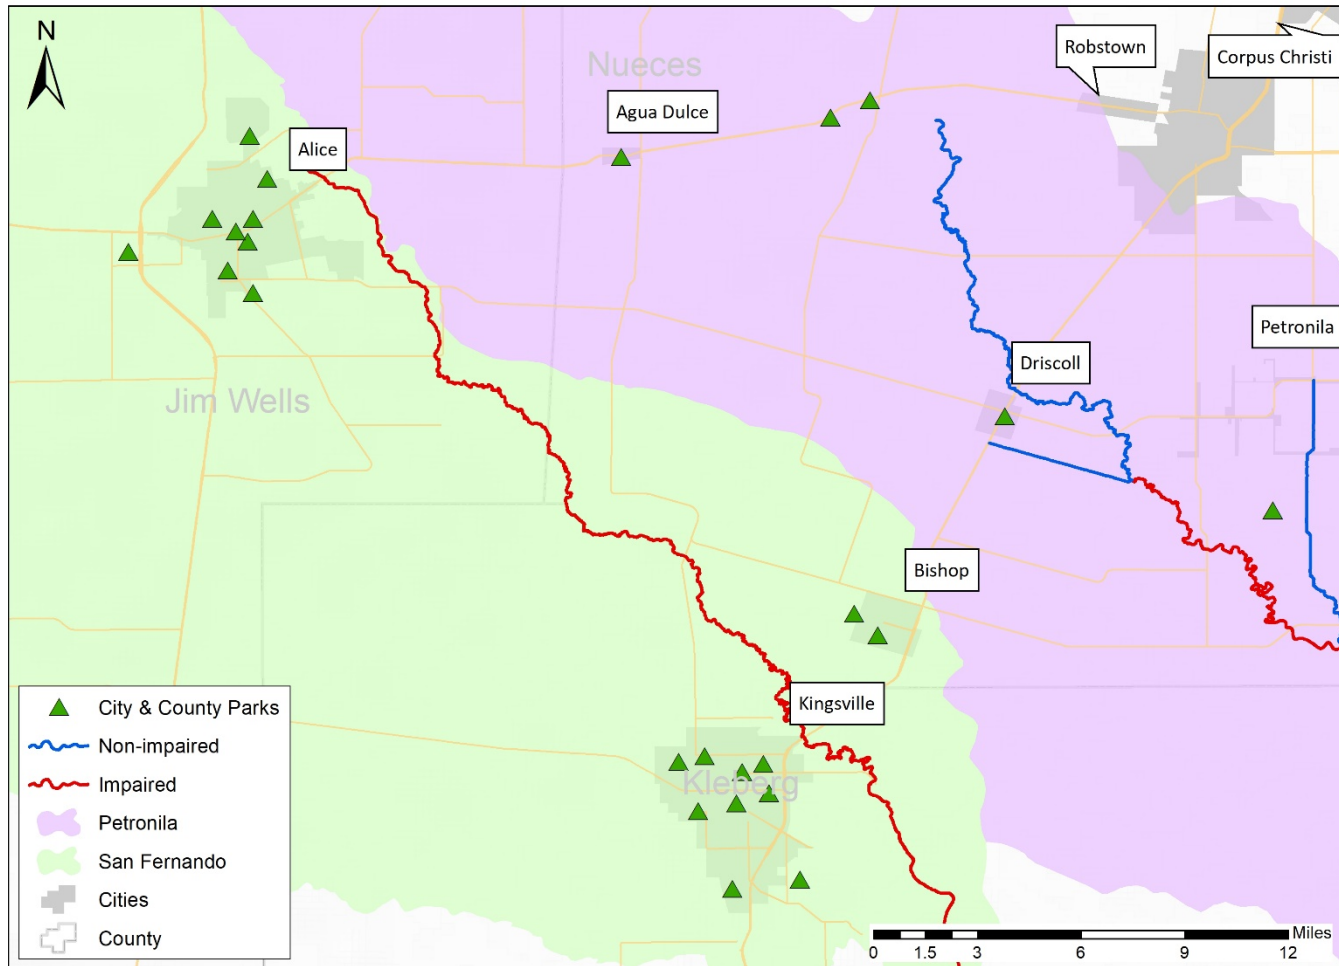 N
Nueces
Robstown
Corpus Christi
Agua Dulce
Alice
Petronila
Driscoll
Jim Wells
Bishop
Kingsville
Kleberg
City & County Parks
Non-impaired
Impaired
Petronila
San Fernando
Cities
County
Miles
0 1.5 3 6 9 12